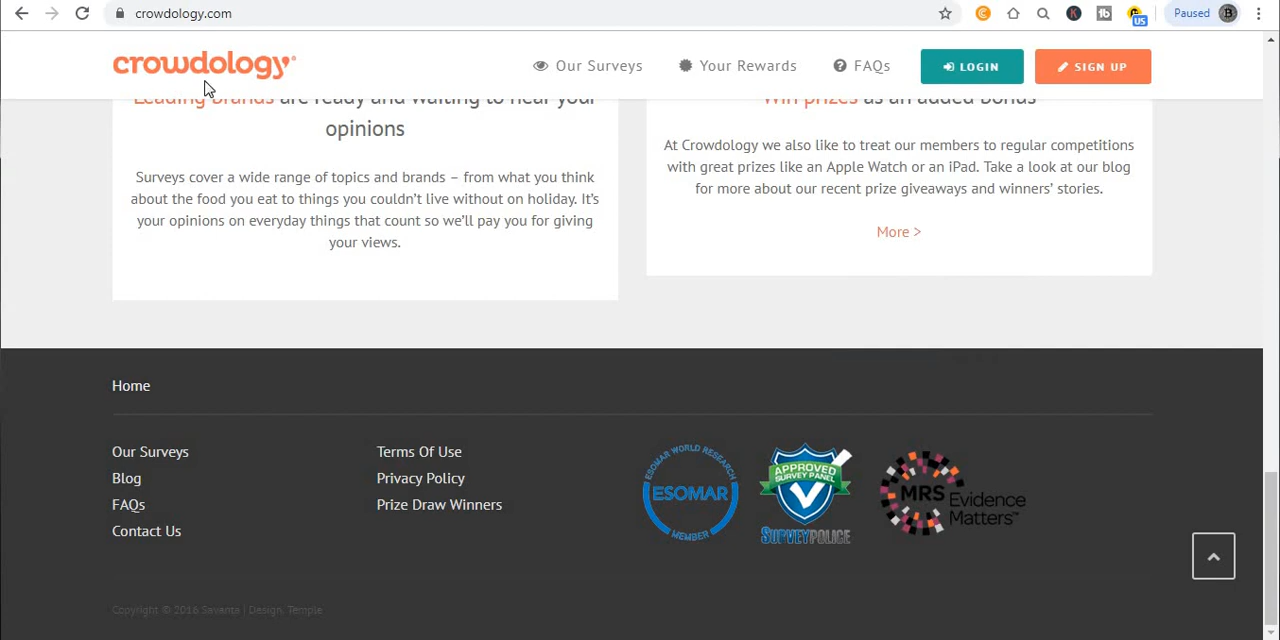 crowdology.com
Paused
US
crowdology
Our Surveys
Your Rewards
FAQs
LOGIN
SIGN UP
Leading brands are ready and waiting to hear your
opinions
Surveys cover a wide range of topics and brands – from what you think
about the food you eat to things you couldn’t live without on holiday. It’s
your opinions on everyday things that count so we’ll pay you for giving
your views.
Win prizes as an added bonus
At Crowdology we also like to treat our members to regular competitions
with great prizes like an Apple Watch or an iPad. Take a look at our blog
for more about our recent prize giveaways and winners’ stories.
More >
Home
Our Surveys
Blog
FAQs
Contact Us
Terms Of Use
Privacy Policy
Prize Draw Winners
ESOMAR WORLD RESEARCH
ESOMAR
MEMBER
APPROVED
SURVEY PANEL
SURVEYPOLICE
MRS Evidence
Matters™
Copyright © 2016 Savanta | Design, Temple